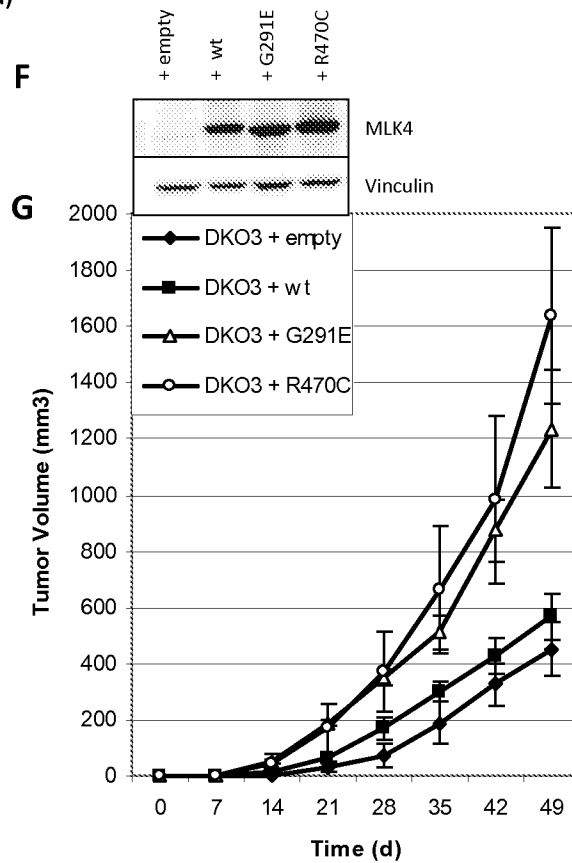 + empty
+ wt
+ G291E
+ R470C
F
MLK4
Vinculin
G
2000
1800
1600
1400
1200
1000
800
600
400
200
0
DKO3 + empty
DKO3 + wt
DKO3 + G291E
DKO3 + R470C
Tumor Volume (mm3)
0 7 14 21 28 35 42 49
Time (d)